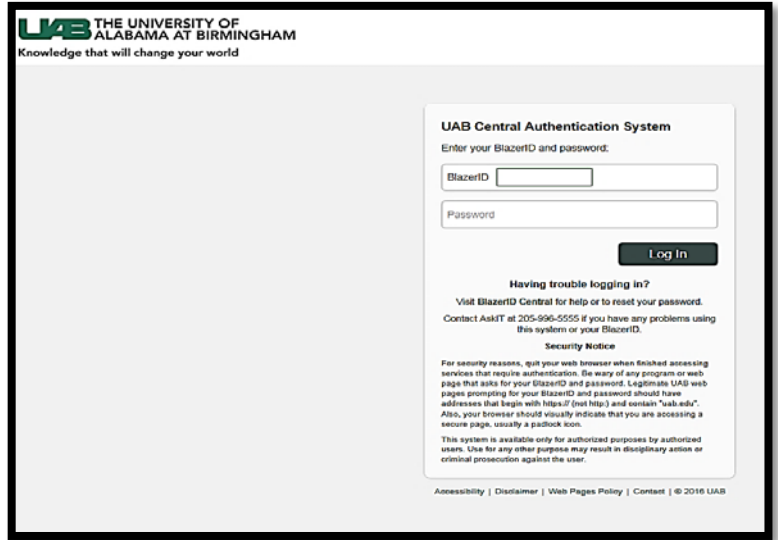 UAB THE UNIVERSITY OF
ALABAMA AT BIRMINGHAM
Knowledge that will change your world
UAB Central Authentication System
Enter your BlazerID and password:
BlazerID
Password
Log In
Having trouble logging in?
Visit BlazerID Central for help or to reset your password.
Contact AskIT at 205-996-5555 if you have any problems using
this system or your BlazerID.
Security Notice
For security reasons, quit your web browser when finished accessing
services that require authentication. Be wary of any program or web
page that asks for your BlazerID and password. Legitimate UAB web
pages prompting for your BlazerID and password should have
addresses that begin with https:// (not http:) and contain "uab.edu".
Also, your browser should visually indicate that you are accessing a
secure page, usually a padlock icon.
This system is available only for authorized purposes by authorized
users. Use for any other purpose may result in disciplinary action or
criminal prosecution against the user.
Accessibility | Disclaimer | Web Pages Policy | Contact | © 2016 UAB